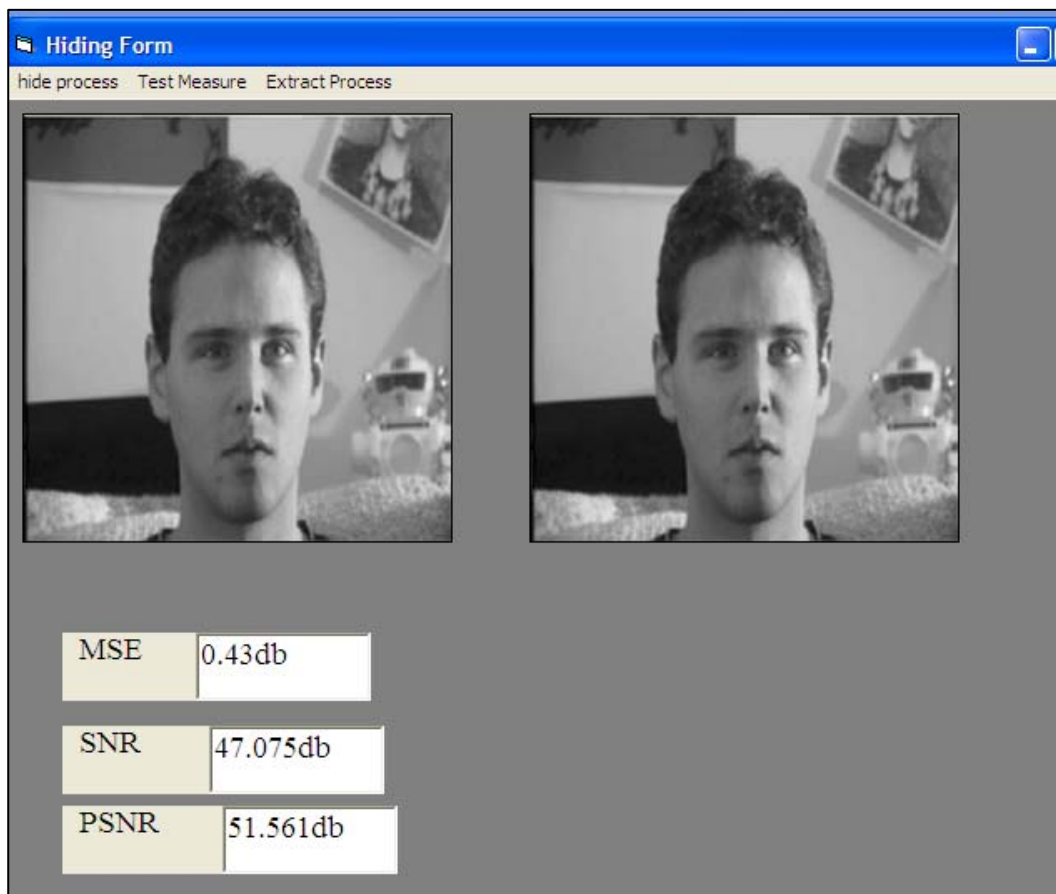 Hiding Form
hide process Test Measure Extract Process
MSE 0.43db
SNR 47.075db
PSNR 51.561db